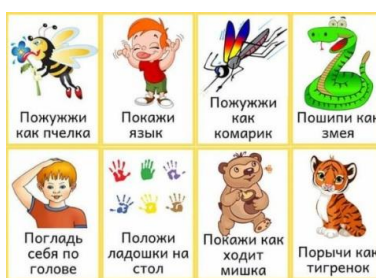 Пожужжи
как пчелка
Покажи
язык
Пожужжи
как
комарик
Пошипи как
змея
Погладь
себя по
голове
Положи
ладошки на
стол
Покажи как
ходит
мишка
Порычи как
тигренок